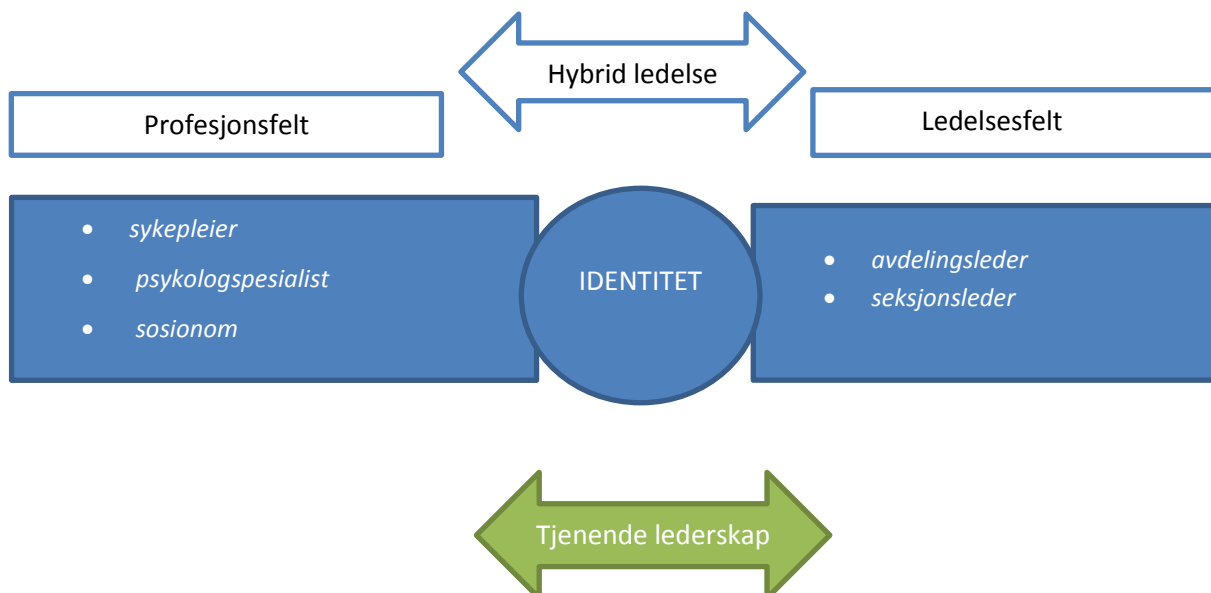 Hybrid ledelse
Profesjonsfelt
Ledelsesfelt
• sykepleier
• psykologspesialist
• sosionom
IDENTITET
• avdelingsleder
• seksjonsleder
Tjenende lederskap